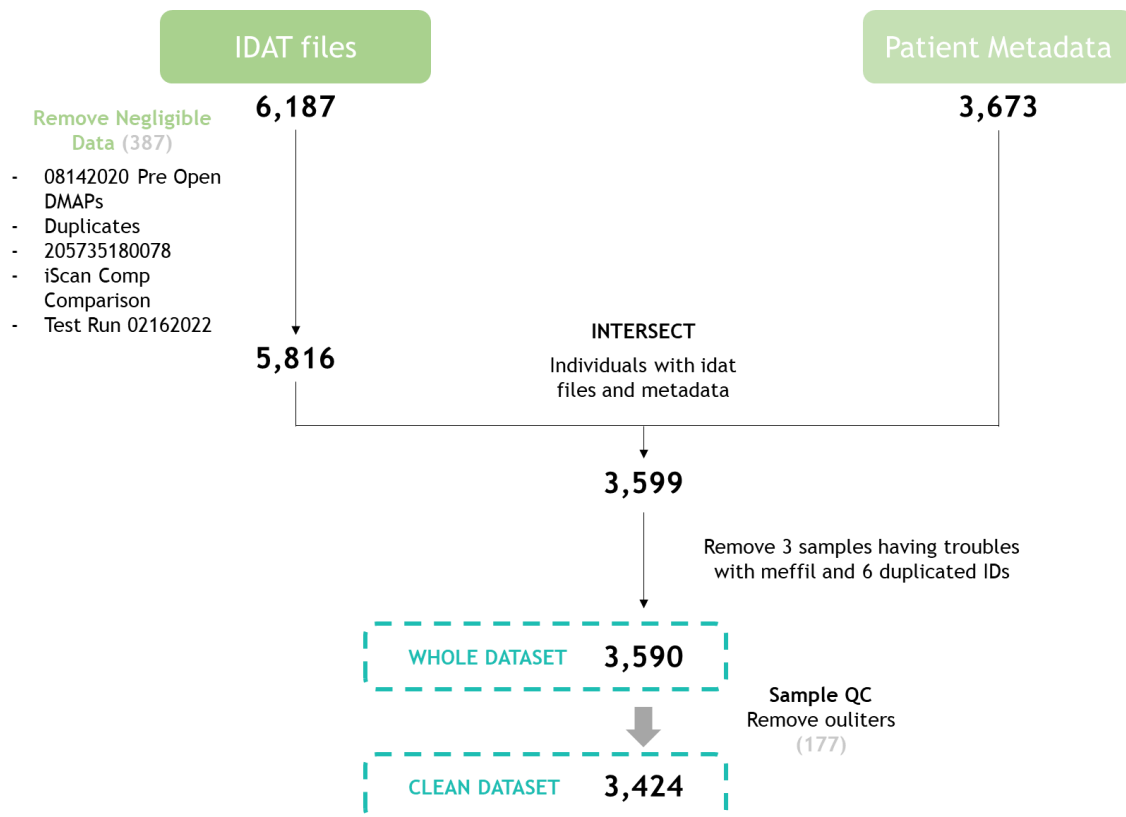 IDAT files
Patient Metadata
6,187
3,673
Remove Negligible
Data (387)
- 08142020 Pre Open
DMAPs
- Duplicates
- 205735180078
- iScan Comp
Comparison
- Test Run 02162022
5,816
INTERSECT
Individuals with idat
files and metadata
3,599
Remove 3 samples having troubles
with meffil and 6 duplicated IDs
WHOLE DATASET 3,590
Sample QC
Remove ouliters
(177)
CLEAN DATASET 3,424